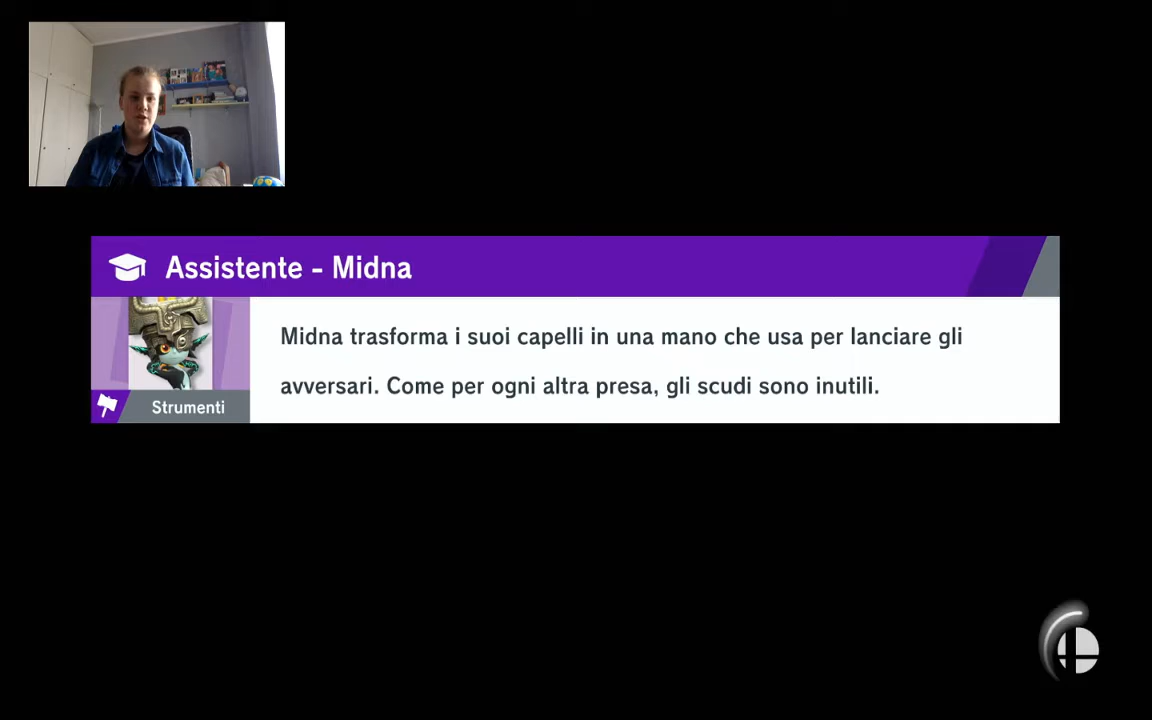 Assistente - Midna
Midna trasforma i suoi capelli in una mano che usa per lanciare gli
avversari. Come per ogni altra presa, gli scudi sono inutili.
Strumenti